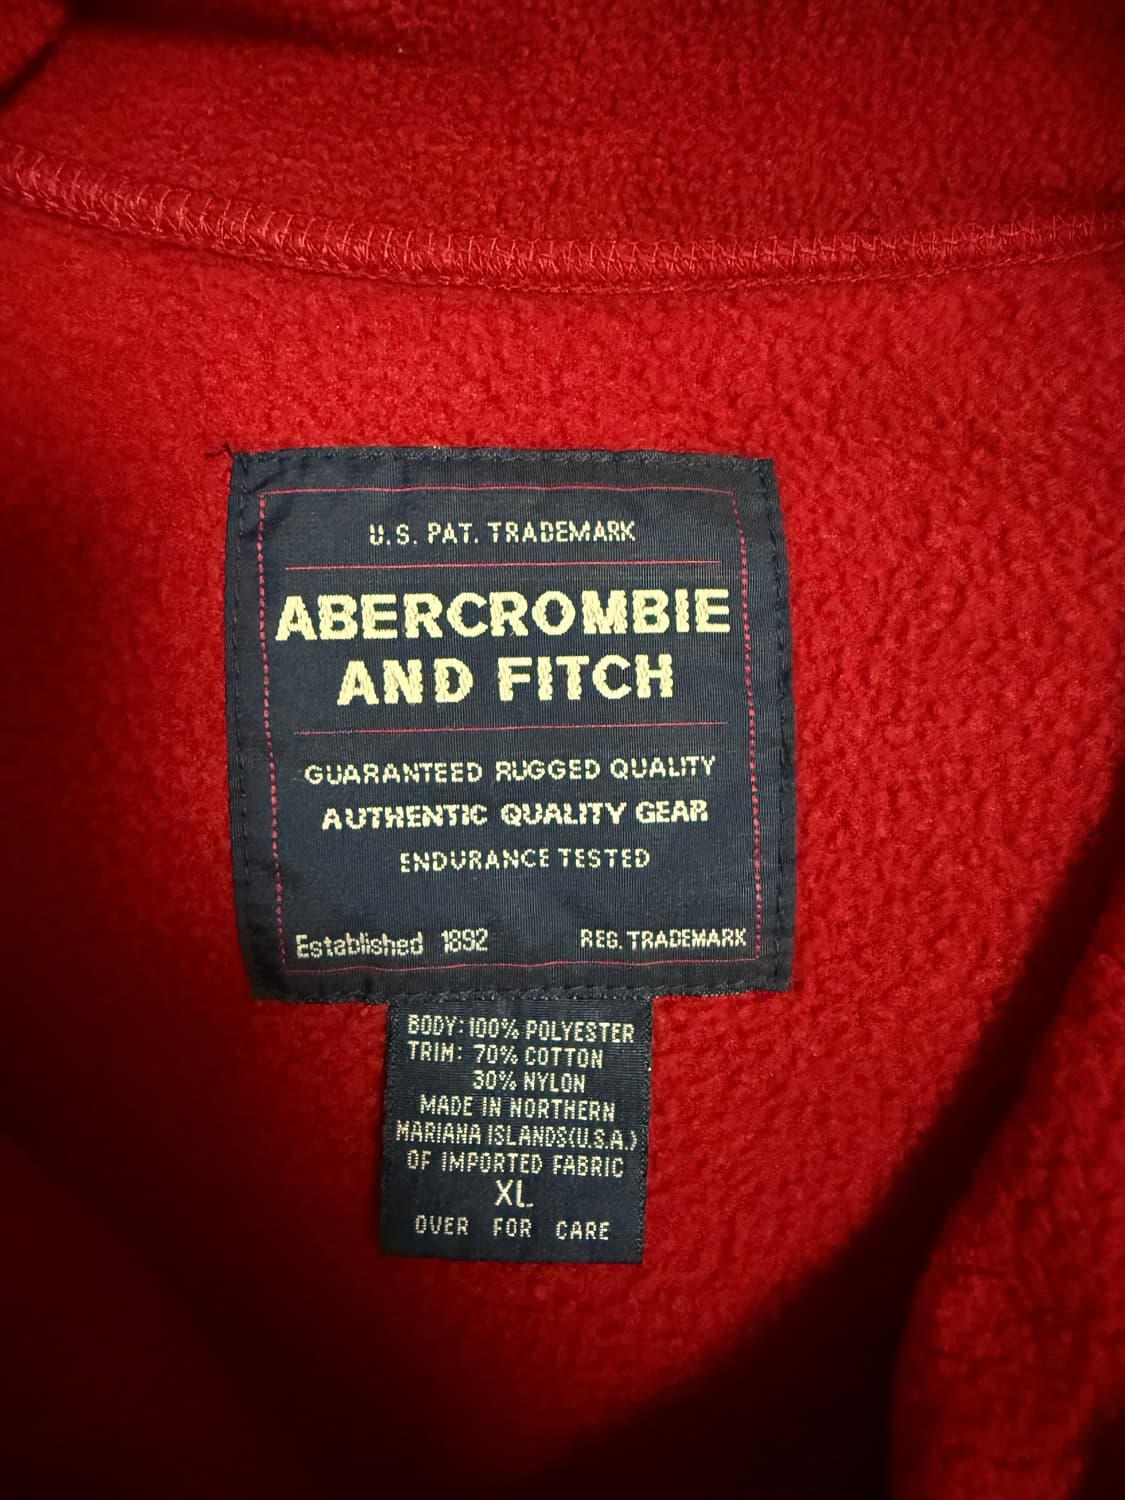 U.S. PAT. TRADEMARK
ABERCROMBIE
AND FITCH
GUARANTEED RUGGED QUALITY
AUTHENTIC QUALITY GEAR
ENDURANCE TESTED
Established 1892 REG. TRADEMARK
BODY: 100% POLYESTER
TRIM: 70% COTTON
30% NYLON
MADE IN NORTHERN
MARIANA ISLANDS(U.S.A.)
OF IMPORTED FABRIC
XL
OVER FOR CARE